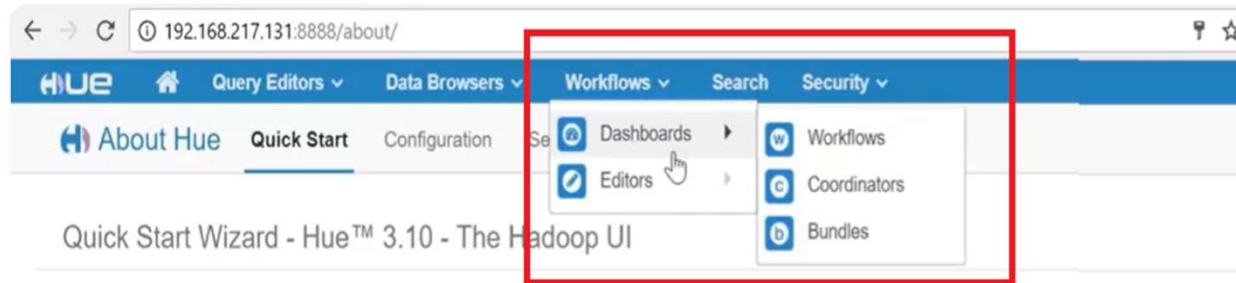 192.168.217.131:8888/about/
HUE Query Editors Data Browsers Workflows Search Security
About Hue Quick Start Configuration Se
Dashboards
Editors
W Workflows
C Coordinators
b Bundles
Quick Start Wizard - Hue™ 3.10 - The Hadoop UI